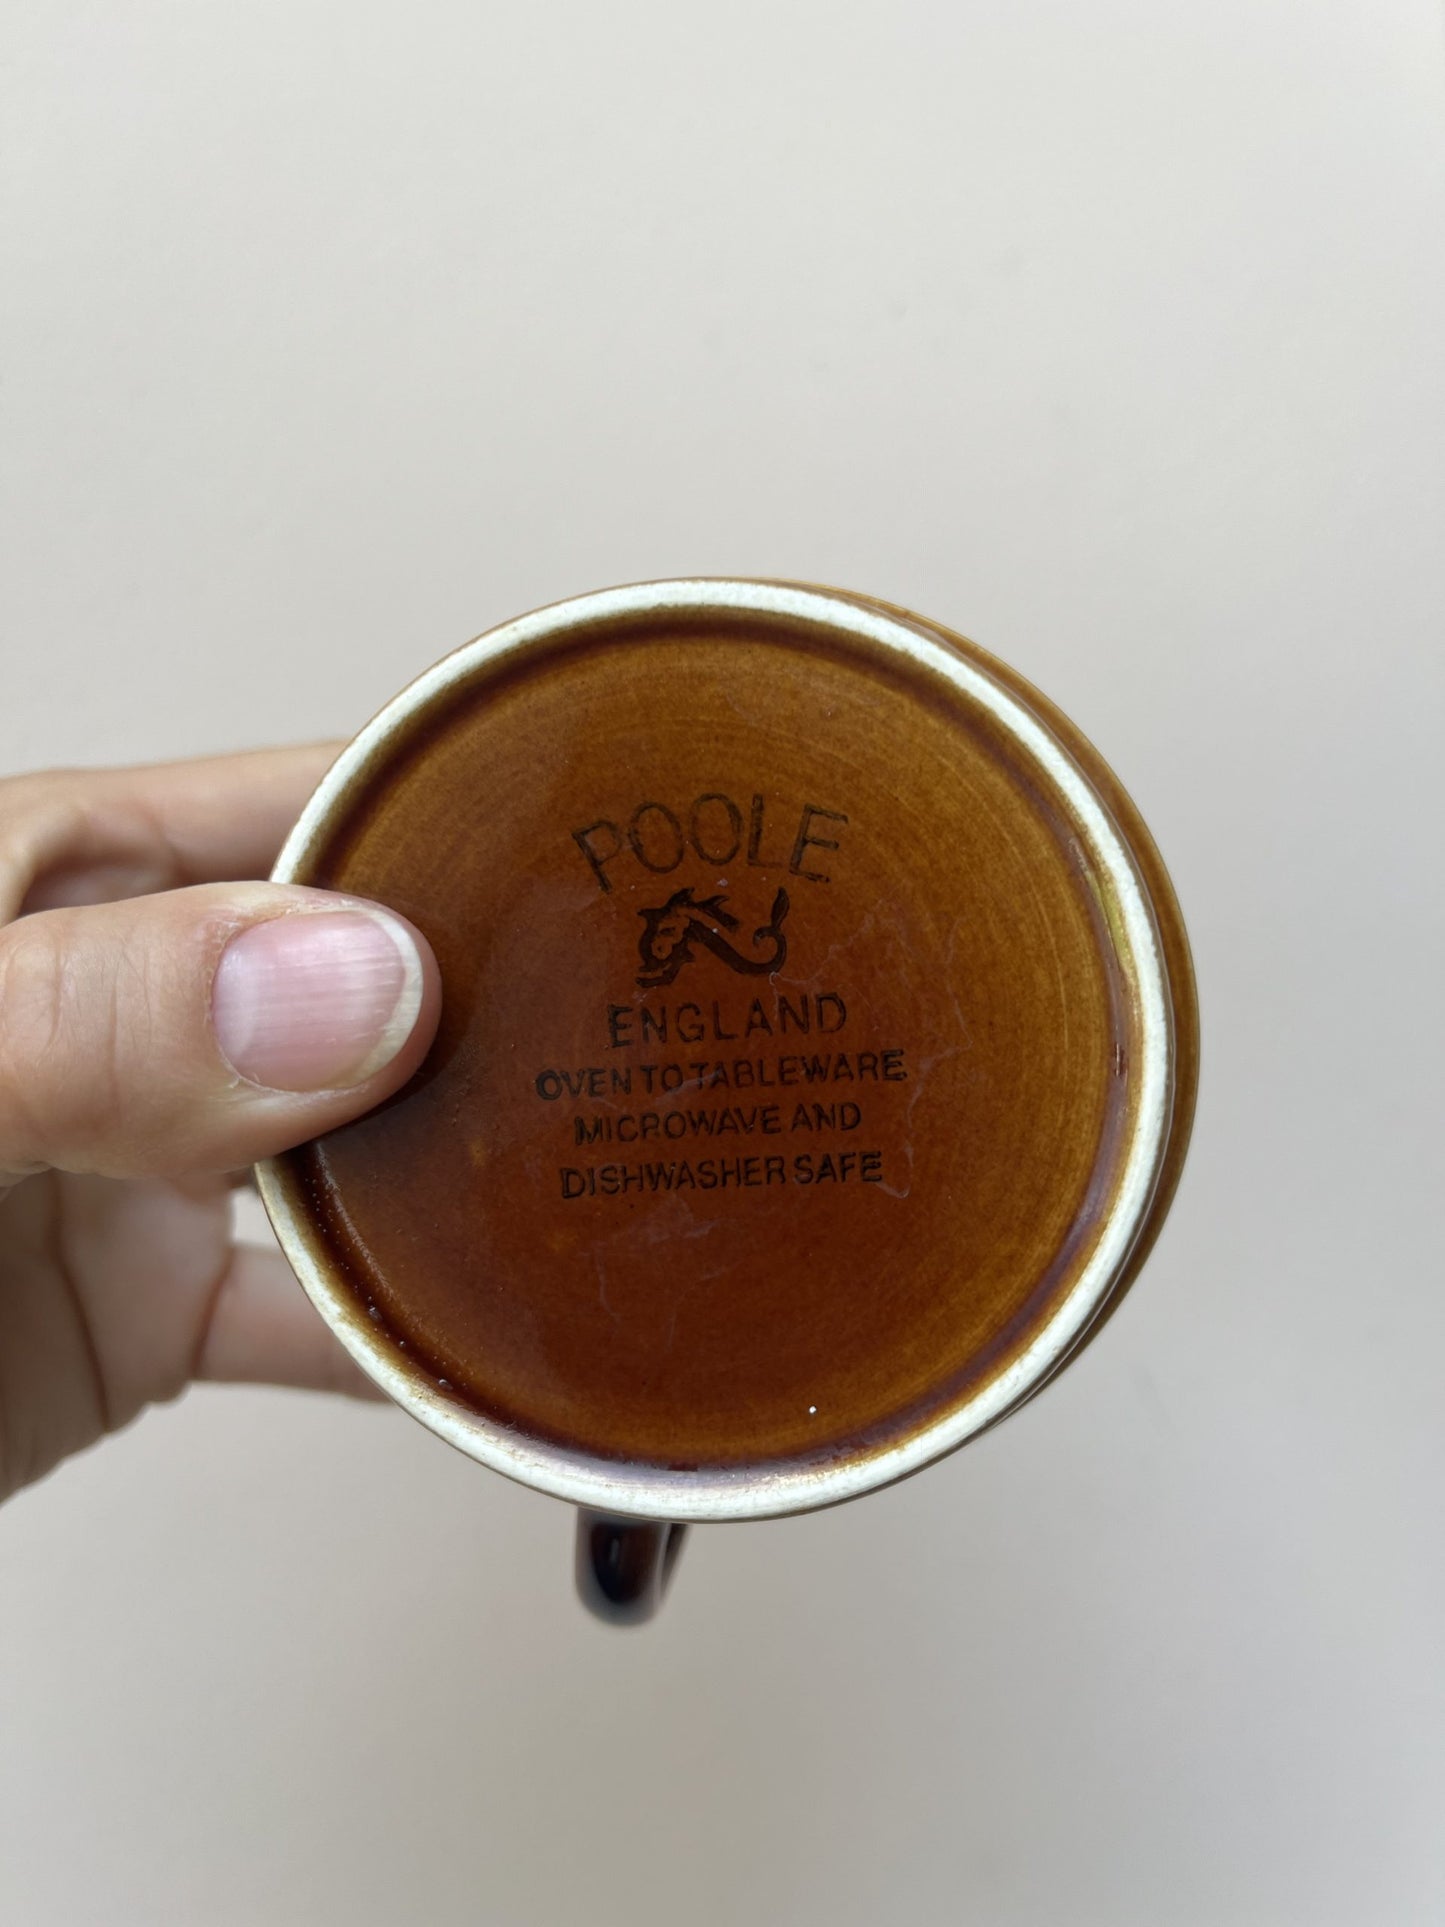 POOLE
ENGLAND
OVEN TO TABLEWARE
MICROWAVE AND
DISHWASHER SAFE